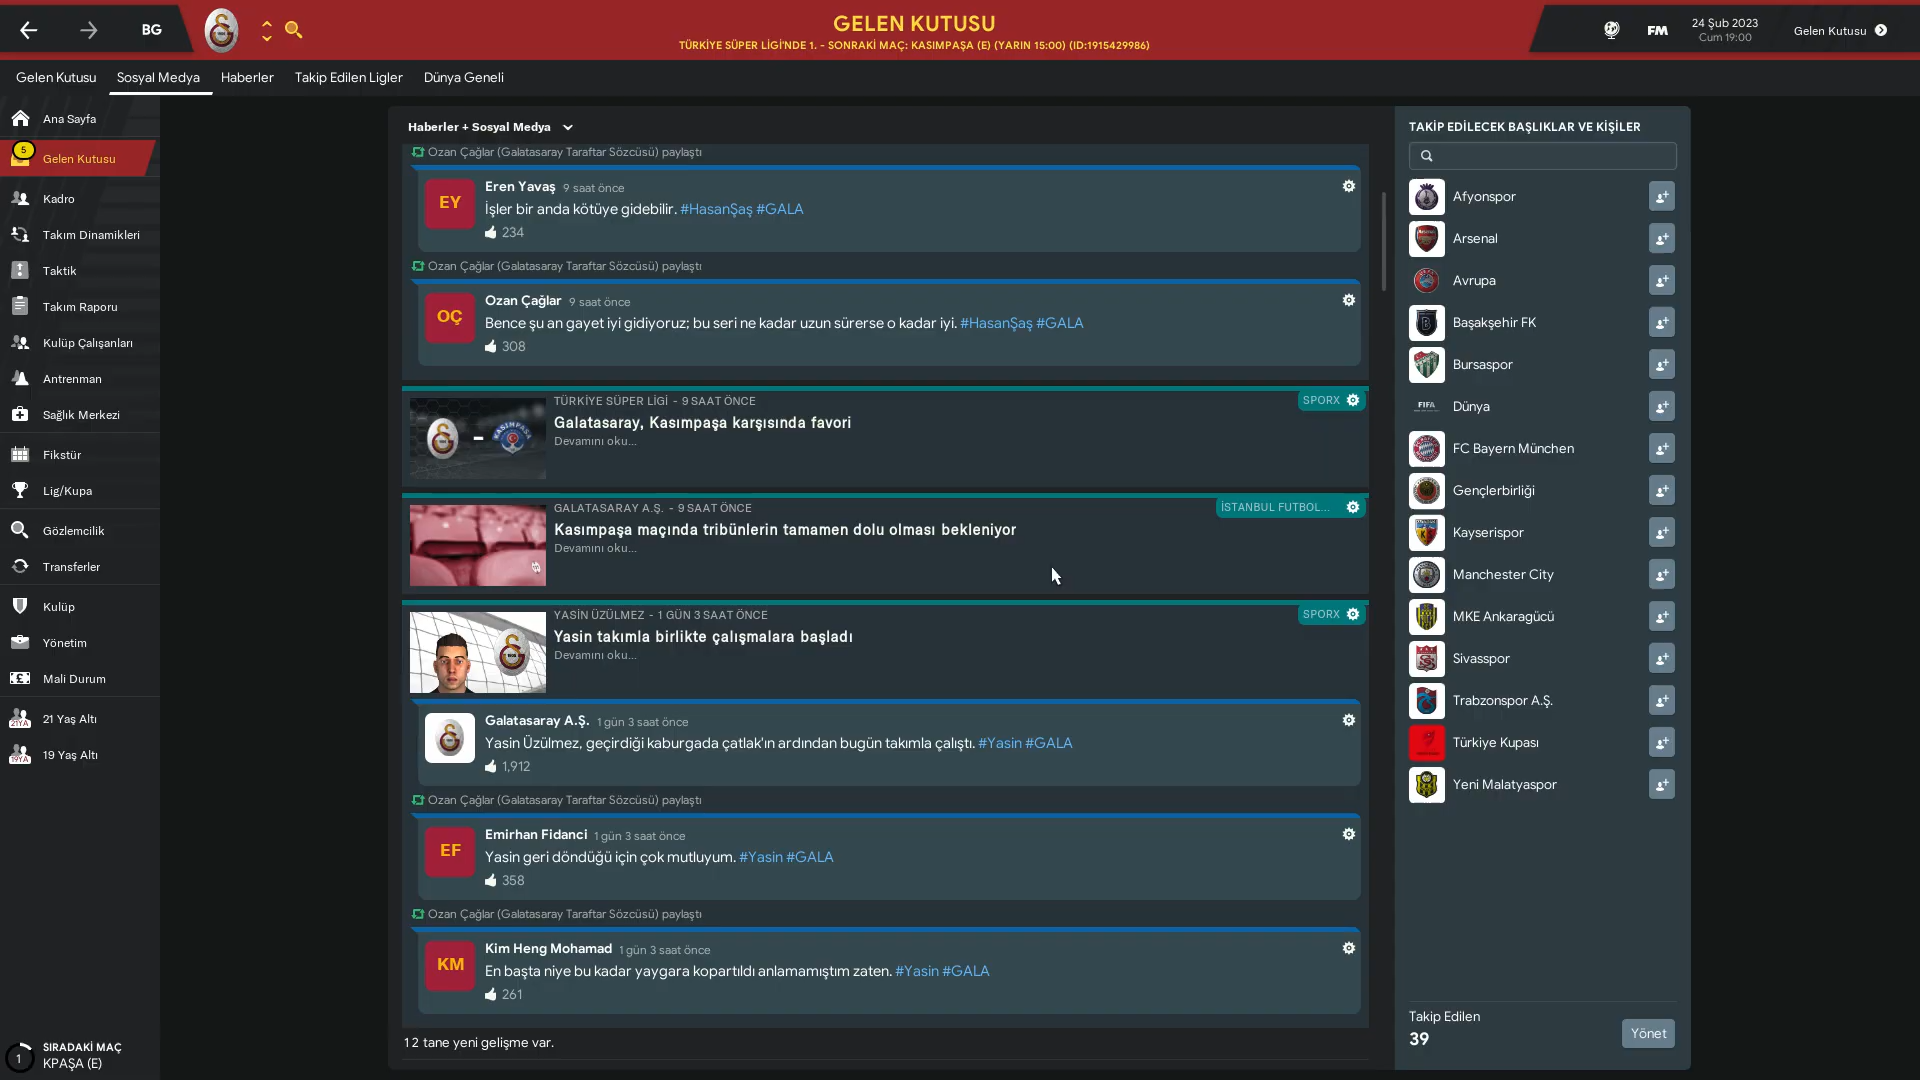 BG
GELEN KUTUSU
TÜRKİYE SÜPER LİGİ'NDE 1. - SONRAKİ MAÇ: KASIMPAŞA (E) (YARIN 15:00) (ID:1915429986)
FM
24 Şub 2023
Cum 19:00
Gelen Kutusu
Gelen Kutusu
Sosyal Medya
Haberler
Takip Edilen Ligler
Dünya Geneli
Ana Sayfa
5
Gelen Kutusu
Kadro
Takım Dinamikleri
Taktik
Takım Raporu
Kulüp Çalışanları
Antrenman
Sağlık Merkezi
Fikstür
Lig/Kupa
Gözlemcilik
Transferler
Kulüp
Yönetim
Mali Durum
21YA
21 Yaş Altı
19YA
19 Yaş Altı
1
SIRADAKİ MAÇ
KPAŞA (E)
Haberler + Sosyal Medya
Ozan Çağlar (Galatasaray Taraftar Sözcüsü) paylaştı
EY
Eren Yavaş 9 saat önce
İşler bir anda kötüye gidebilir. #HasanŞaş #GALA
234
Ozan Çağlar (Galatasaray Taraftar Sözcüsü) paylaştı
OÇ
Ozan Çağlar 9 saat önce
Bence şu an gayet iyi gidiyoruz; bu seri ne kadar uzun sürerse o kadar iyi. #HasanŞaş #GALA
308
TÜRKİYE SÜPER LİGİ - 9 SAAT ÖNCE
SPORX
KASIMPAŞA
Galatasaray, Kasımpaşa karşısında favori
Devamını oku...
GALATASARAY A.Ş. - 9 SAAT ÖNCE
İSTANBUL FUTBOL...
Kasımpaşa maçında tribünlerin tamamen dolu olması bekleniyor
Devamını oku...
YASİN ÜZÜLMEZ - 1 GÜN 3 SAAT ÖNCE
SPORX
Yasin takımla birlikte çalışmalara başladı
Devamını oku...
Galatasaray A.Ş. 1 gün 3 saat önce
Yasin Üzülmez, geçirdiği kaburgada çatlak'ın ardından bugün takımla çalıştı. #Yasin #GALA
1,912
Ozan Çağlar (Galatasaray Taraftar Sözcüsü) paylaştı
EF
Emirhan Fidanci 1 gün 3 saat önce
Yasin geri döndüğü için çok mutluyum. #Yasin #GALA
358
Ozan Çağlar (Galatasaray Taraftar Sözcüsü) paylaştı
KM
Kim Heng Mohamad 1 gün 3 saat önce
En başta niye bu kadar yaygara kopartıldı anlamamıştım zaten. #Yasin #GALA
261
12 tane yeni gelişme var.
TAKİP EDİLECEK BAŞLIKLAR VE KİŞİLER
Afyonspor
Arsenal
Avrupa
Başakşehir FK
Bursaspor
FIFA
Dünya
FC Bayern München
Gençlerbirliği
Kayserispor
Manchester City
MKE Ankaragücü
Sivasspor
Trabzonspor A.Ş.
Türkiye Kupası
Yeni Malatyaspor
Takip Edilen
39
Yönet